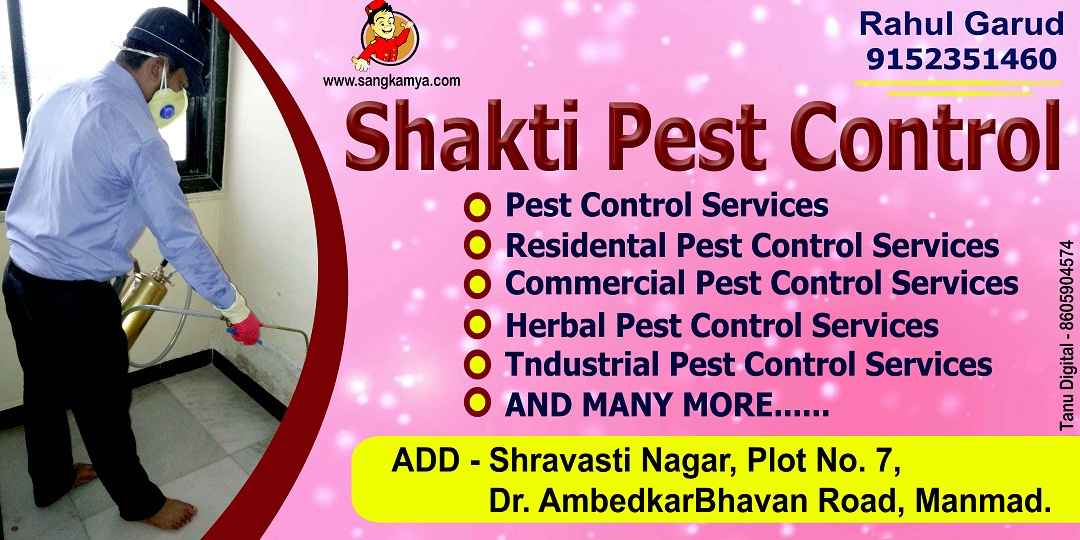 www.sangkamya.com
Rahul Garud
9152351460
Shakti Pest Control
Pest Control Services
Residental Pest Control Services
Commercial Pest Control Services
Herbal Pest Control Services
Tndustrial Pest Control Services
AND MANY MORE......
ADD - Shravasti Nagar, Plot No. 7,
Dr. AmbedkarBhavan Road, Manmad.
Tanu Digital - 8605904574